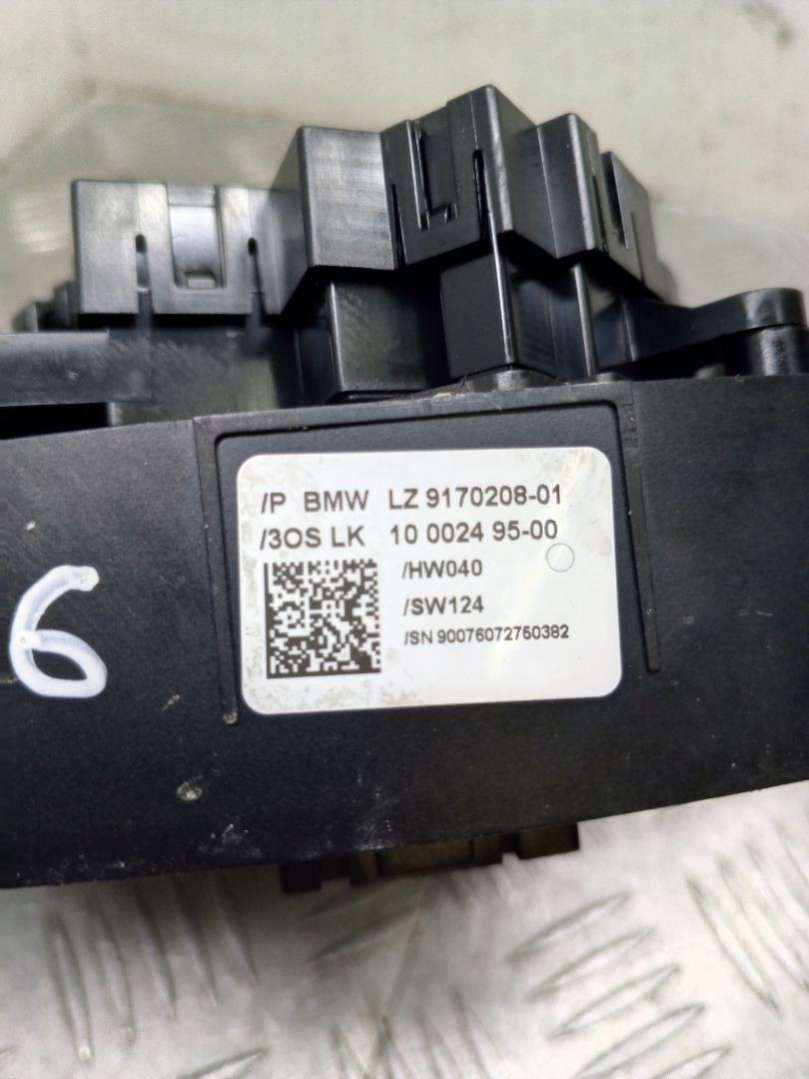 /P BMW LZ 9170208-01
/3OS LK 10 0024 95-00
/HW040
/SW124
/SN 90076072750382
6